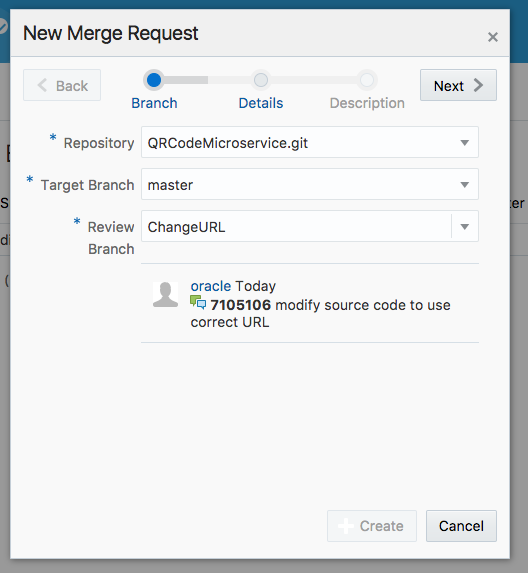 New Merge Request
×
Back
Next
Branch
Details
Description
* Repository
QRCodeMicroservice.git
* Target Branch
master
* Review
Branch
ChangeURL
oracle Today
7105106 modify source code to use
correct URL
Create
Cancel